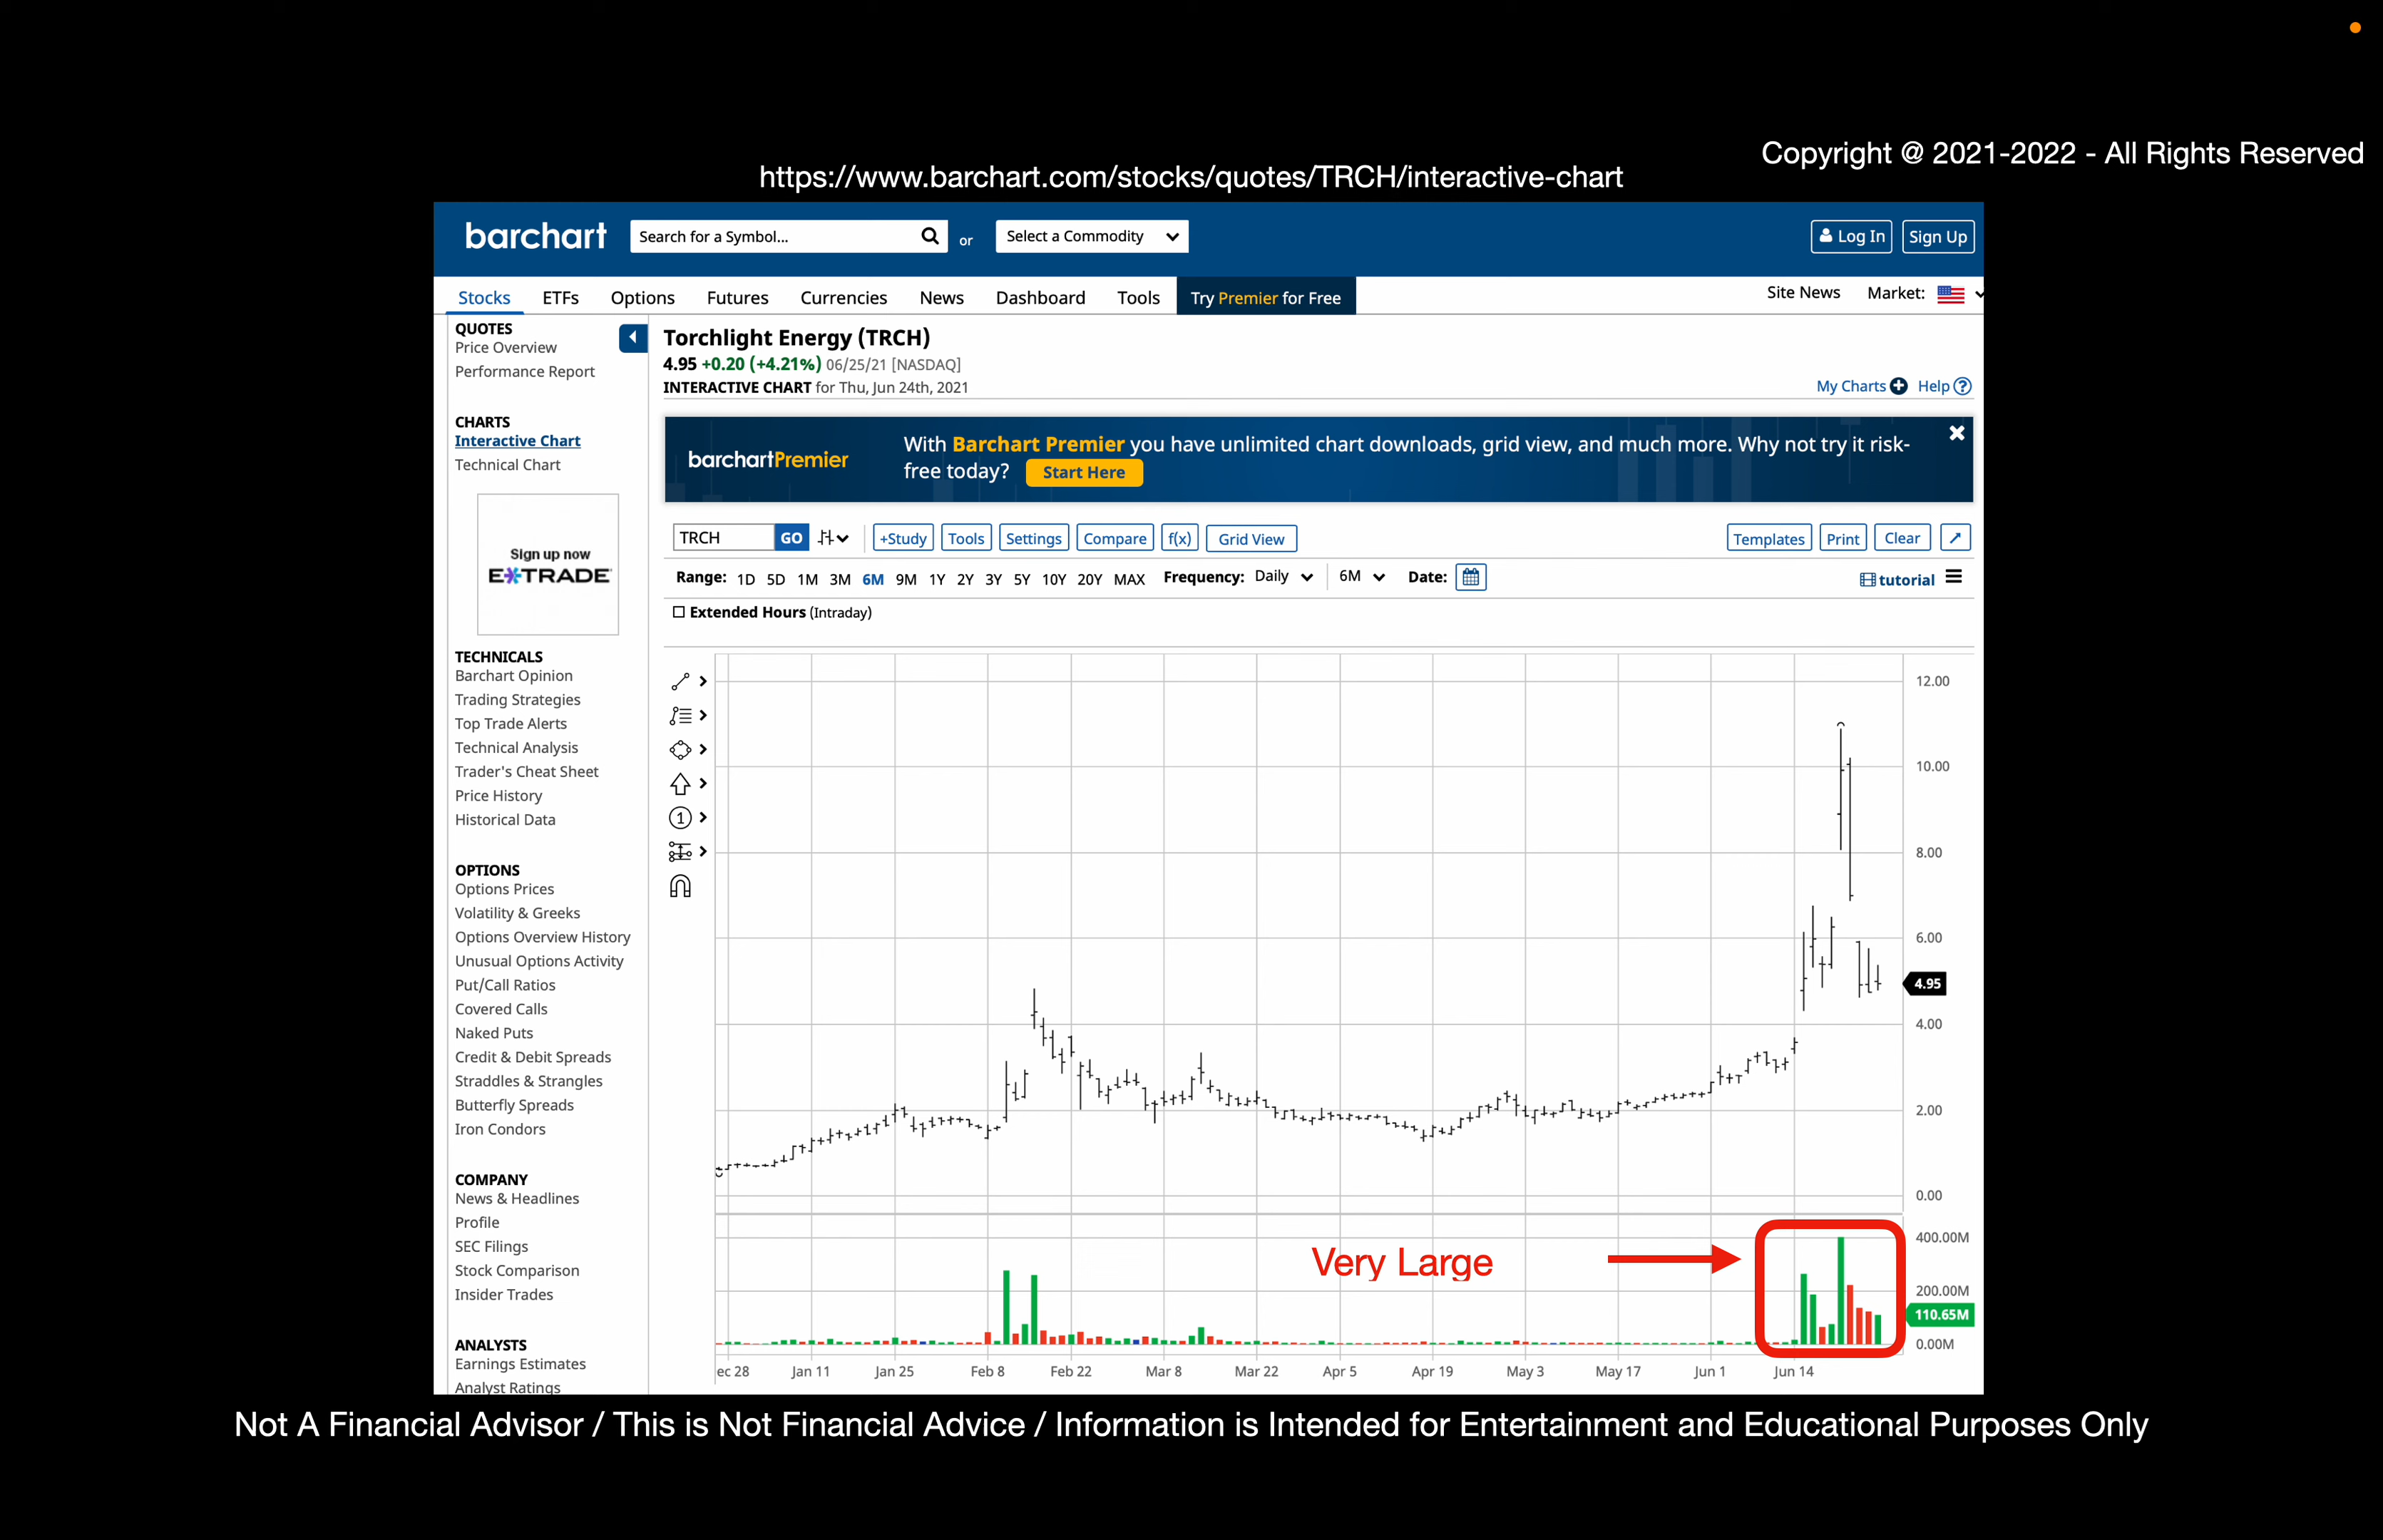 Copyright @ 2021-2022 - All Rights Reserved
https://www.barchart.com/stocks/quotes/TRCH/interactive-chart
barchart Search for a Symbol... or Select a Commodity Log In Sign Up
Stocks ETFs Options Futures Currencies News Dashboard Tools Try Premier for Free Site News Market:
QUOTES
Price Overview
Performance Report
CHARTS
Interactive Chart
Technical Chart
Sign up now
E*TRADE
TECHNICALS
Barchart Opinion
Trading Strategies
Top Trade Alerts
Technical Analysis
Trader's Cheat Sheet
Price History
Historical Data
OPTIONS
Options Prices
Volatility & Greeks
Options Overview History
Unusual Options Activity
Put/Call Ratios
Covered Calls
Naked Puts
Credit & Debit Spreads
Straddles & Strangles
Butterfly Spreads
Iron Condors
COMPANY
News & Headlines
Profile
SEC Filings
Stock Comparison
Insider Trades
ANALYSTS
Earnings Estimates
Analyst Ratings
Torchlight Energy (TRCH)
4.95 +0.20 (+4.21%) 06/25/21 [NASDAQ]
INTERACTIVE CHART for Thu, Jun 24th, 2021
My Charts Help ?
barchartPremier
With Barchart Premier you have unlimited chart downloads, grid view, and much more. Why not try it risk-
free today? Start Here
TRCH GO +Study Tools Settings Compare f(x) Grid View Templates Print Clear
Range: 1D 5D 1M 3M 6M 9M 1Y 2Y 3Y 5Y 10Y 20Y MAX Frequency: Daily 6M Date: tutorial
Extended Hours (Intraday)
1
12.00
10.00
8.00
6.00
4.95
4.00
2.00
0.00
Very Large
400.00M
200.00M
110.65M
0.00M
ec 28 Jan 11 Jan 25 Feb 8 Feb 22 Mar 8 Mar 22 Apr 5 Apr 19 May 3 May 17 Jun 1 Jun 14
Not A Financial Advisor / This is Not Financial Advice / Information is Intended for Entertainment and Educational Purposes Only